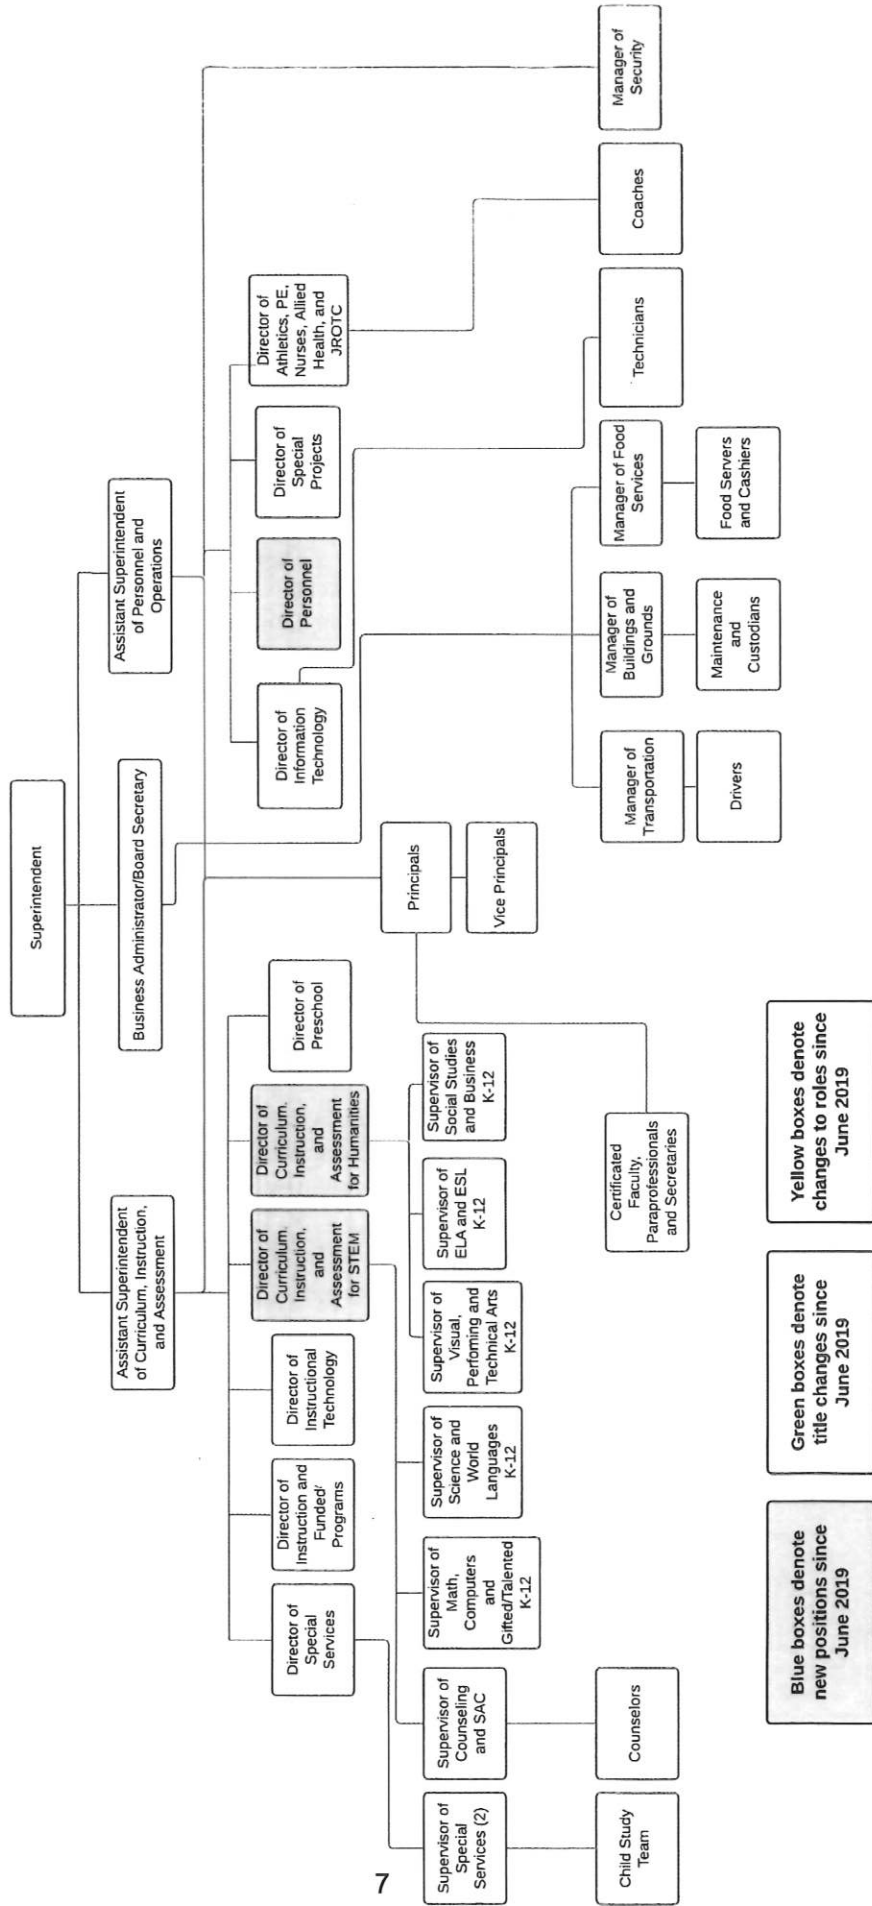 Superintendent
Assistant Superintendent
of Curriculum, Instruction,
and Assessment
Business Administrator/Board Secretary
Assistant Superintendent
of Personnel and
Operations
Director of
Special
Services
Director of
Instruction and
Funded/
Programs
Director of
Instructional
Technology
Director of
Curriculum.
Instruction,
and
Assessment
for STEM
Director of
Curriculum.
Instruction,
and
Assessment
for Humanities
Director of
Preschool
Director of
Information
Technology
Director of
Personnel
Director of
Special
Projects
Director of
Athletics, PE,
Nurses, Allied
Health, and
JROTC
Principals
Vice Principals
Supervisor of
Special
Services (2)
Supervisor of
Counseling
and SAC
Supervisor of
Math,
Computers
and
Gifted/Talented
K-12
Supervisor of
Science and
World
Languages
K-12
Supervisor of
Visual,
Perfoming and
Technical Arts
K-12
Supervisor of
ELA and ESL
K-12
Supervisor of
Social Studies
and Business
K-12
Child Study
Team
Counselors
Certificated
Faculty,
Paraprofessionals
and Secretaries
Manager of
Transportation
Manager of
Buildings and
Grounds
Manager of Food
Services
Technicians
Coaches
Manager of
Security
Drivers
Maintenance
and
Custodians
Food Servers
and Cashiers
Blue boxes denote
new positions since
June 2019
Green boxes denote
title changes since
June 2019
Yellow boxes denote
changes to roles since
June 2019
7